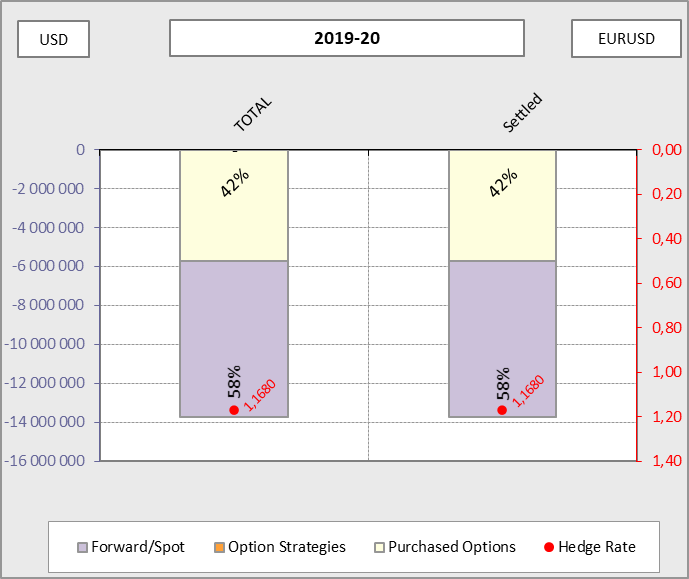 USD
2019-20
EURUSD
TOTAL
Settled
0
-2 000 000
-4 000 000
-6 000 000
-8 000 000
-10 000 000
-12 000 000
-14 000 000
-16 000 000
42%
58%
1,1680
42%
58%
1,1680
0,00
0,20
0,40
0,60
0,80
1,00
1,20
1,40
Forward/Spot Option Strategies Purchased Options Hedge Rate